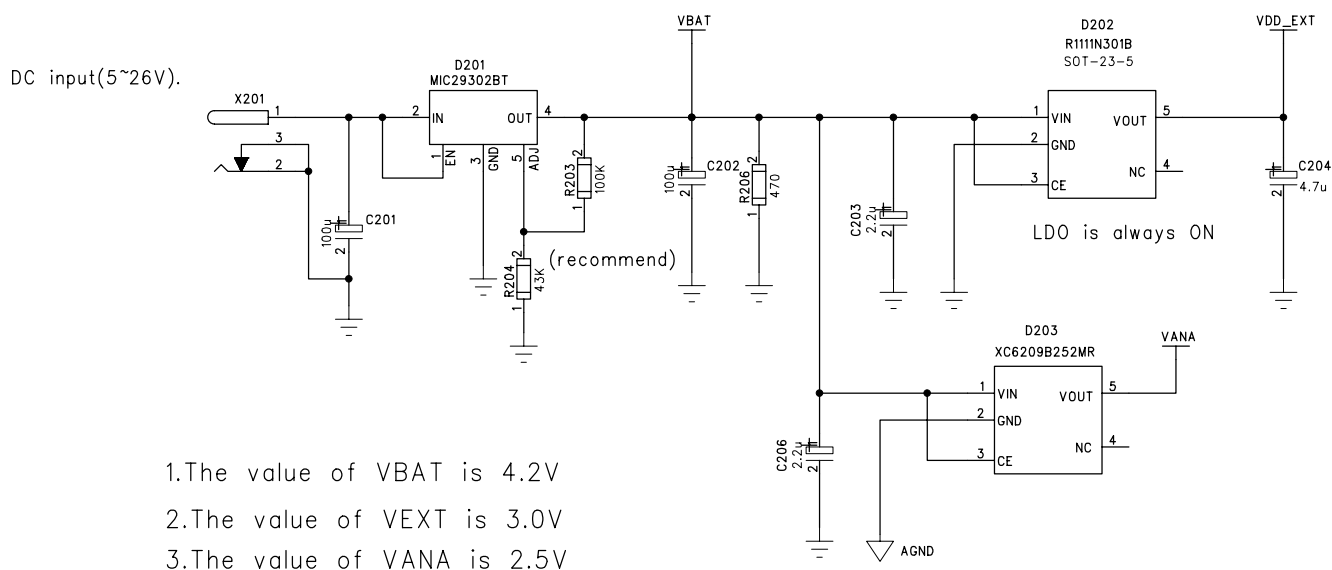 VBAT
D202
R1111N301B
SOT-23-5
VDD_EXT
DC input(5~26V).
D201
MIC29302BT
X201
1
2
IN
OUT
4
1
VIN
VOUT
5
3
2
GND
2
1
EN
3
GND
5
ADJ
2
R203
100K
1
100u
C202
2
2
R206
470
1
NC
4
3
CE
C204
4.7u
2
100u
C201
2
C203
2.2u
2
LDO is always ON
(recommend)
2
R204
43K
1
D203
XC6209B252MR
VANA
1
VIN
VOUT
5
2
GND
NC
4
3
CE
C206
2.2u
2
AGND
1.The value of VBAT is 4.2V
2.The value of VEXT is 3.0V
3.The value of VANA is 2.5V